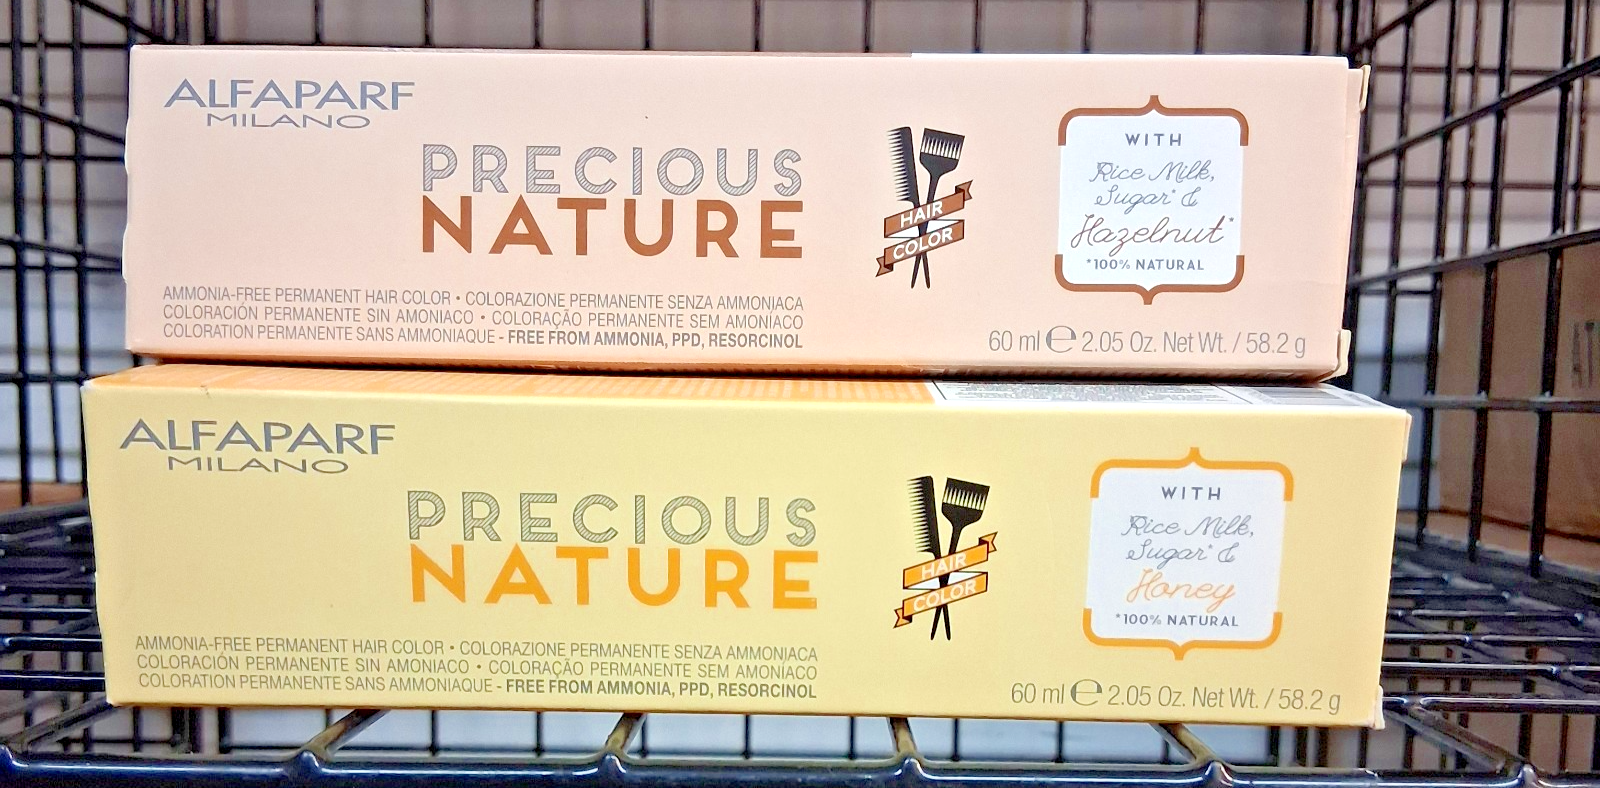 ALFAPARF
MILANO
PRECIOUS
NATURE
HAIR
COLOR
WITH
Rice Milk,
Sugar* &
Hazelnut*
*100% NATURAL
AMMONIA-FREE PERMANENT HAIR COLOR • COLORAZIONE PERMANENTE SENZA AMMONIACA
COLORACIÓN PERMANENTE SIN AMONIACO • COLORAÇÃO PERMANENTE SEM AMONÍACO
COLORATION PERMANENTE SANS AMMONIAQUE - FREE FROM AMMONIA, PPD, RESORCINOL
60 ml ℮ 2.05 Oz. Net Wt. / 58.2 g
ALFAPARF
MILANO
PRECIOUS
NATURE
HAIR
COLOR
WITH
Rice Milk,
Sugar* &
Honey
*100% NATURAL
AMMONIA-FREE PERMANENT HAIR COLOR • COLORAZIONE PERMANENTE SENZA AMMONIACA
COLORACIÓN PERMANENTE SIN AMONIACO • COLORAÇÃO PERMANENTE SEM AMONÍACO
COLORATION PERMANENTE SANS AMMONIAQUE - FREE FROM AMMONIA, PPD, RESORCINOL
60 ml ℮ 2.05 Oz. Net Wt. / 58.2 g